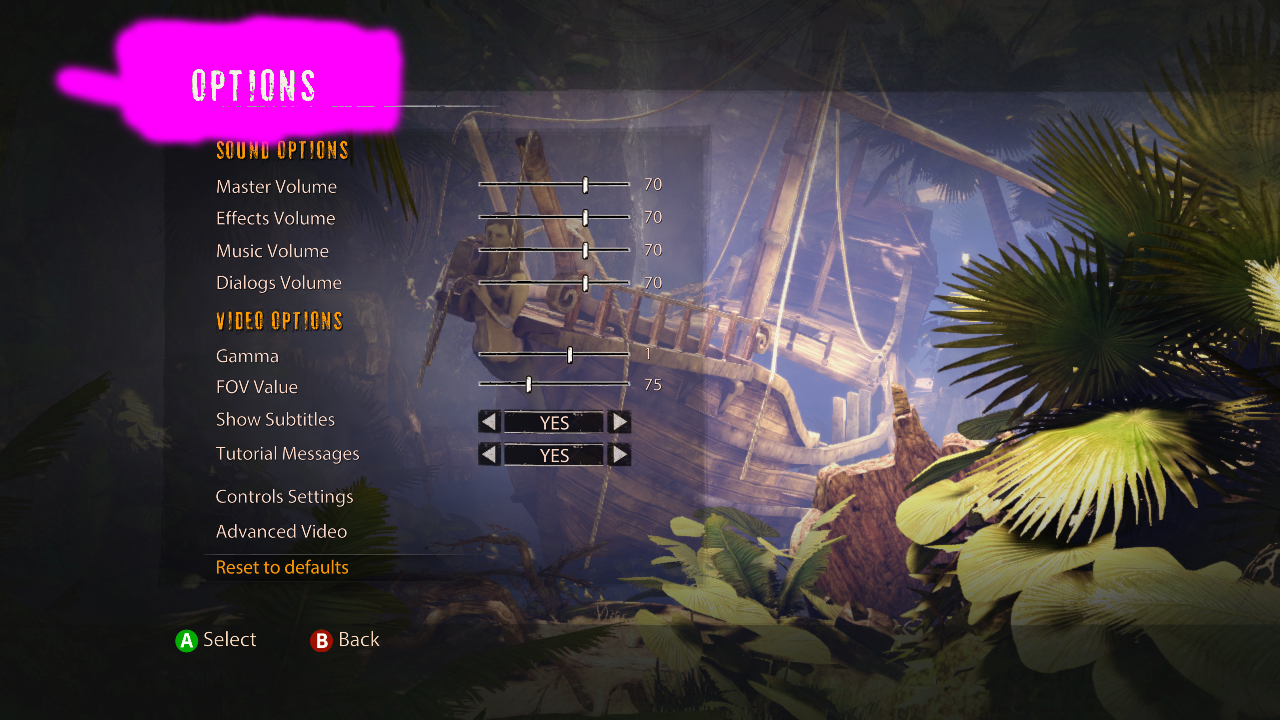 OPTIONS
SOUND OPTIONS
Master Volume 70
Effects Volume 70
Music Volume 70
Dialogs Volume 70
VIDEO OPTIONS
Gamma 1
FOV Value 75
Show Subtitles YES
Tutorial Messages YES
Controls Settings
Advanced Video
Reset to defaults
A Select B Back